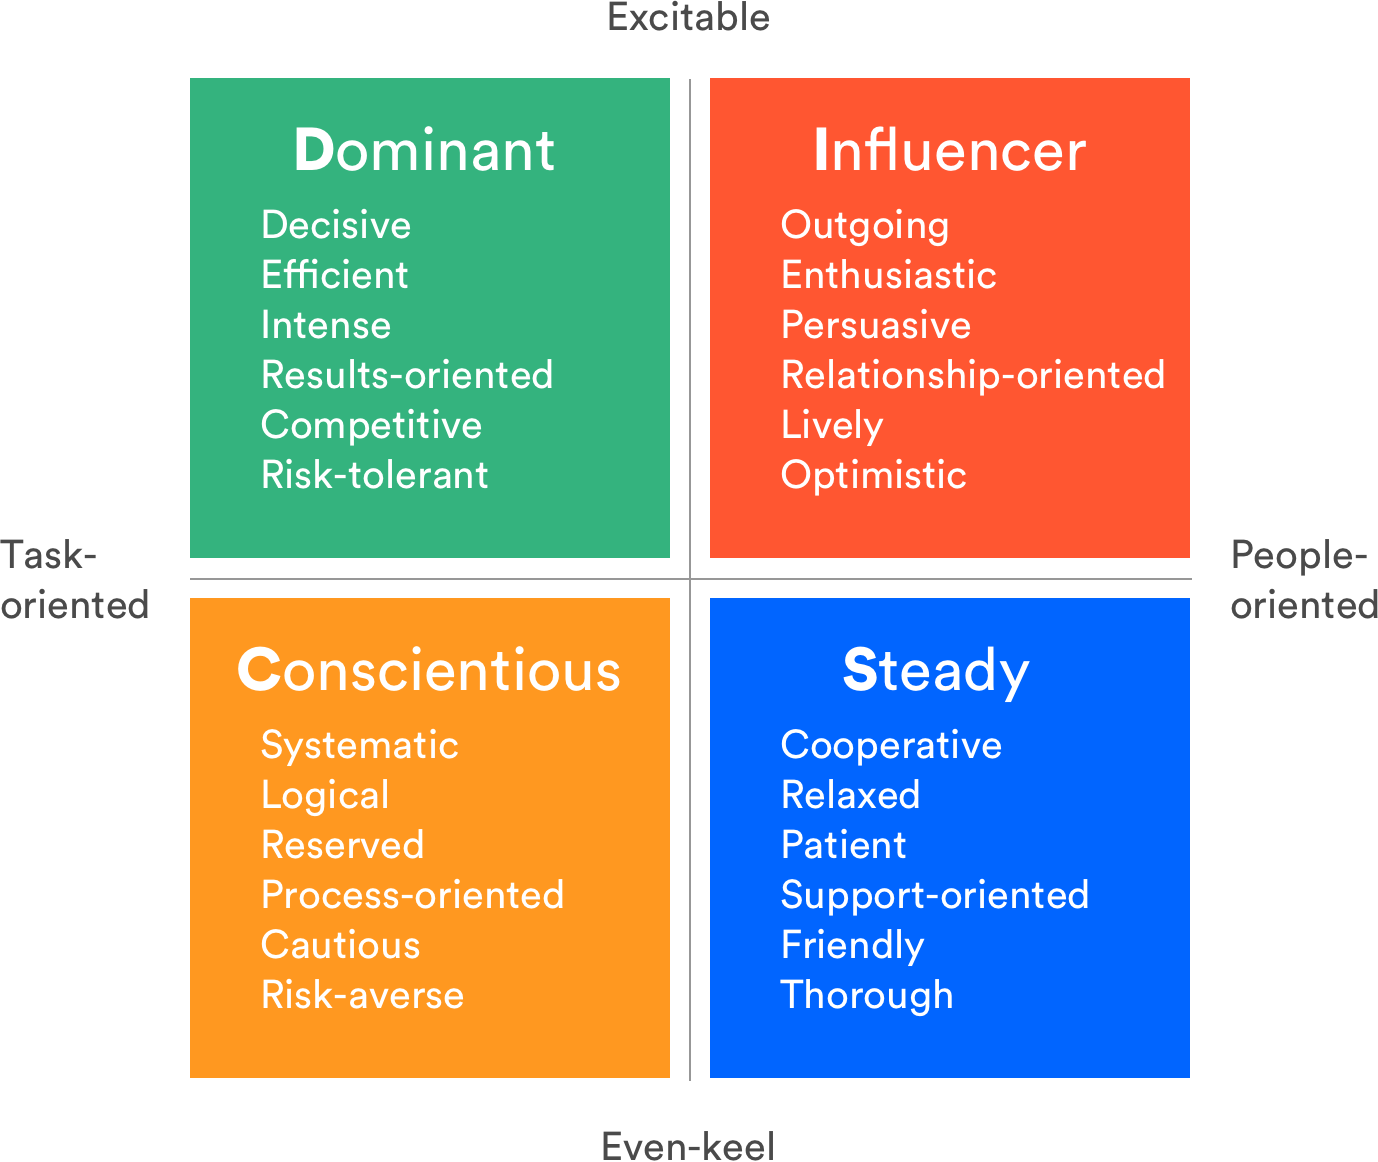 Excitable
Dominant
Decisive
Efficient
Intense
Results-oriented
Competitive
Risk-tolerant
Influencer
Outgoing
Enthusiastic
Persuasive
Relationship-oriented
Lively
Optimistic
Task-
oriented
People-
oriented
Conscientious
Systematic
Logical
Reserved
Process-oriented
Cautious
Risk-averse
Steady
Cooperative
Relaxed
Patient
Support-oriented
Friendly
Thorough
Even-keel